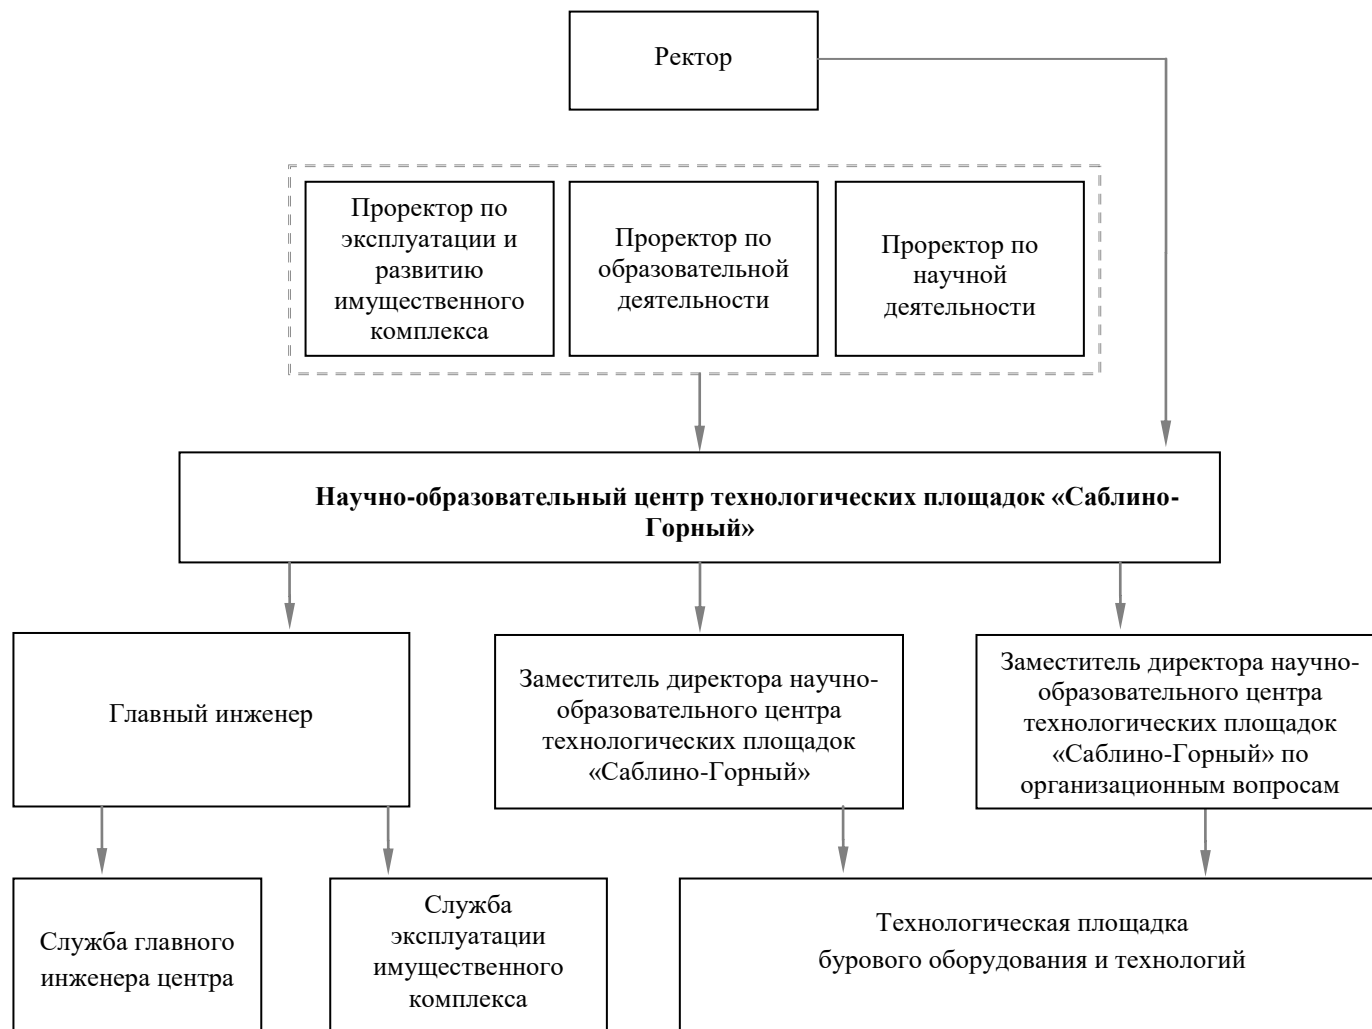 Ректор
Проректор по
эксплуатации и
развитию
имущественного
комплекса
Проректор по
образовательной
деятельности
Проректор по
научной
деятельности
Научно-образовательный центр технологических площадок «Саблино-
Горный»
Главный инженер
Заместитель директора научно-
образовательного центра
технологических площадок
«Саблино-Горный»
Заместитель директора научно-
образовательного центра
технологических площадок
«Саблино-Горный» по
организационным вопросам
Служба главного
инженера центра
Служба
эксплуатации
имущественного
комплекса
Технологическая площадка
бурового оборудования и технологий